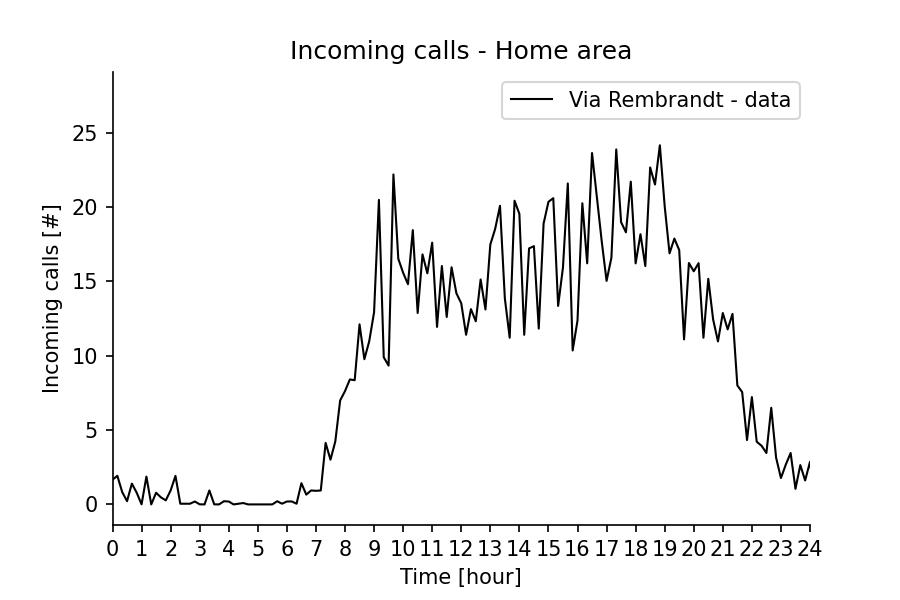 Incoming calls - Home area
Via Rembrandt - data
Incoming calls [#]
25
20
15
10
5
0
0 1 2 3 4 5 6 7 8 9 10 11 12 13 14 15 16 17 18 19 20 21 22 23 24
Time [hour]